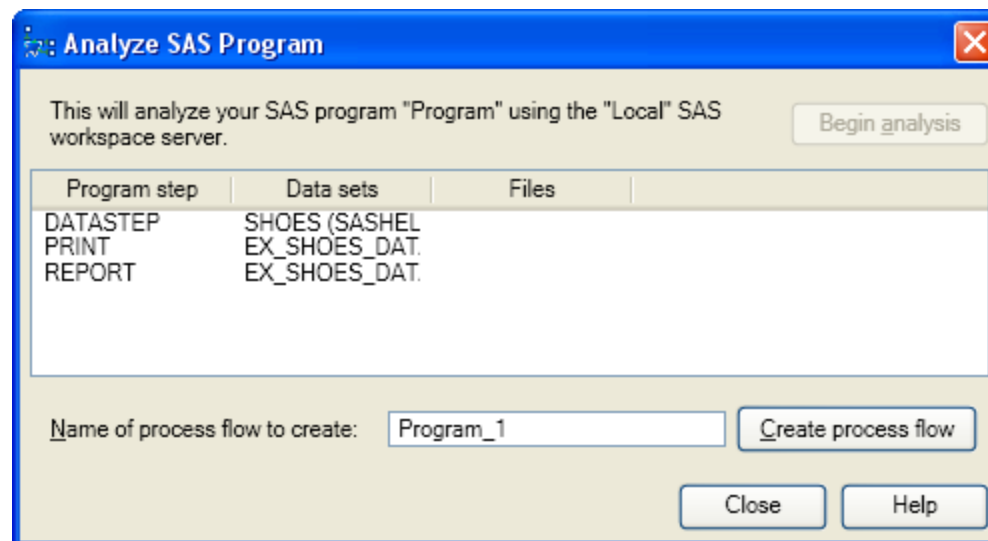 Analyze SAS Program
This will analyze your SAS program "Program" using the "Local" SAS
workspace server.
Begin analysis
Program step Data sets Files
DATASTEP SHOES (SASHEL
PRINT EX_SHOES_DAT.
REPORT EX_SHOES_DAT.
Name of process flow to create: Program_1 Create process flow
Close Help